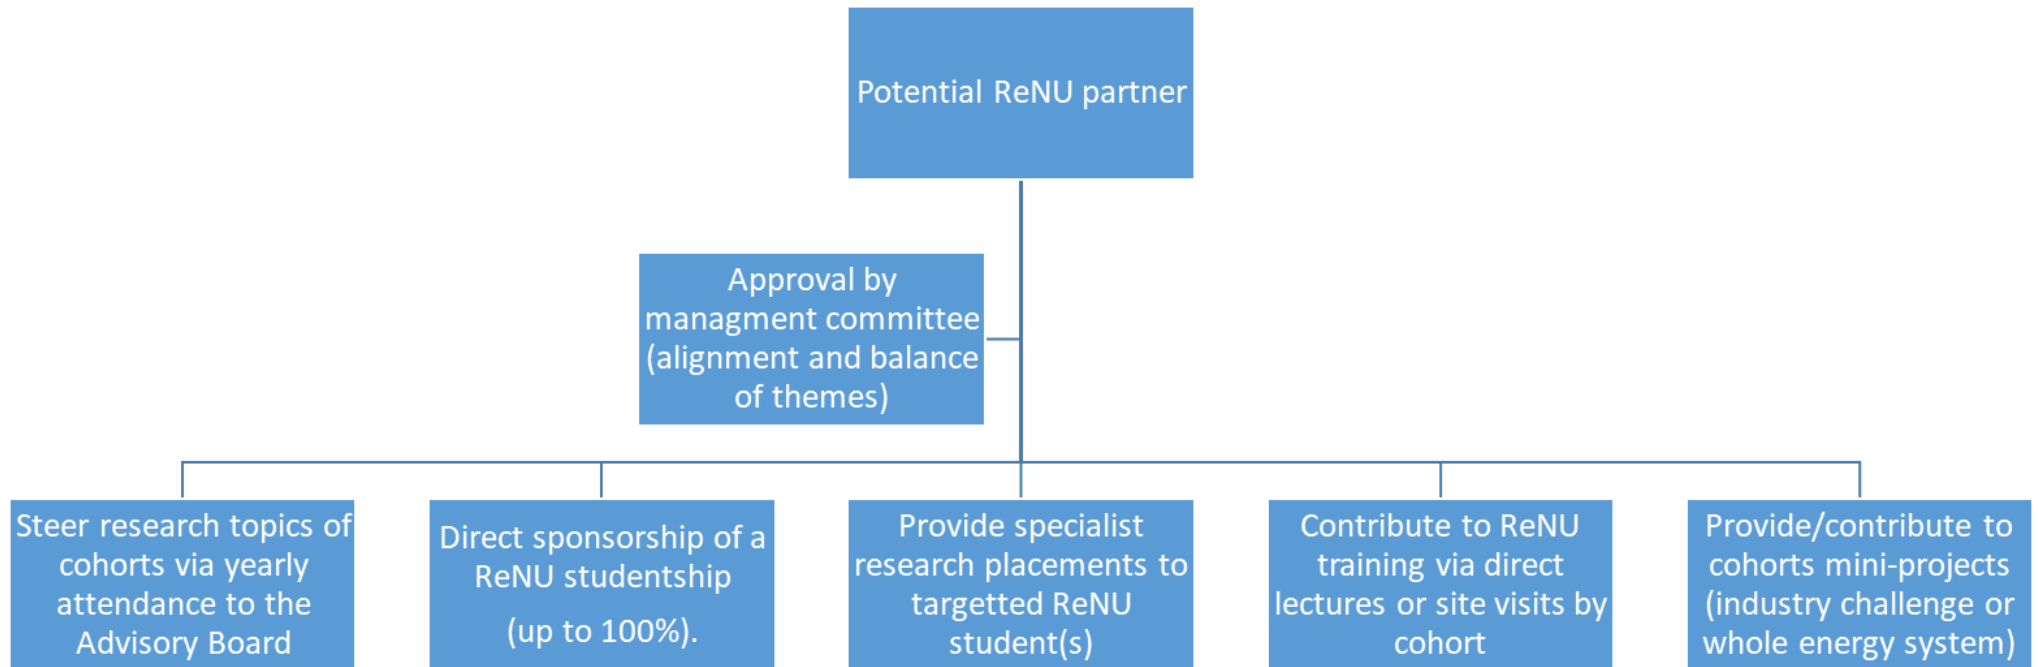 Potential ReNU partner
Approval by
managment committee
(alignment and balance
of themes)
Steer research topics of
cohorts via yearly
attendance to the
Advisory Board
Direct sponsorship of a
ReNU studentship
(up to 100%).
Provide specialist
research placements to
targetted ReNU
student(s)
Contribute to ReNU
training via direct
lectures or site visits by
cohort
Provide/contribute to
cohorts mini-projects
(industry challenge or
whole energy system)